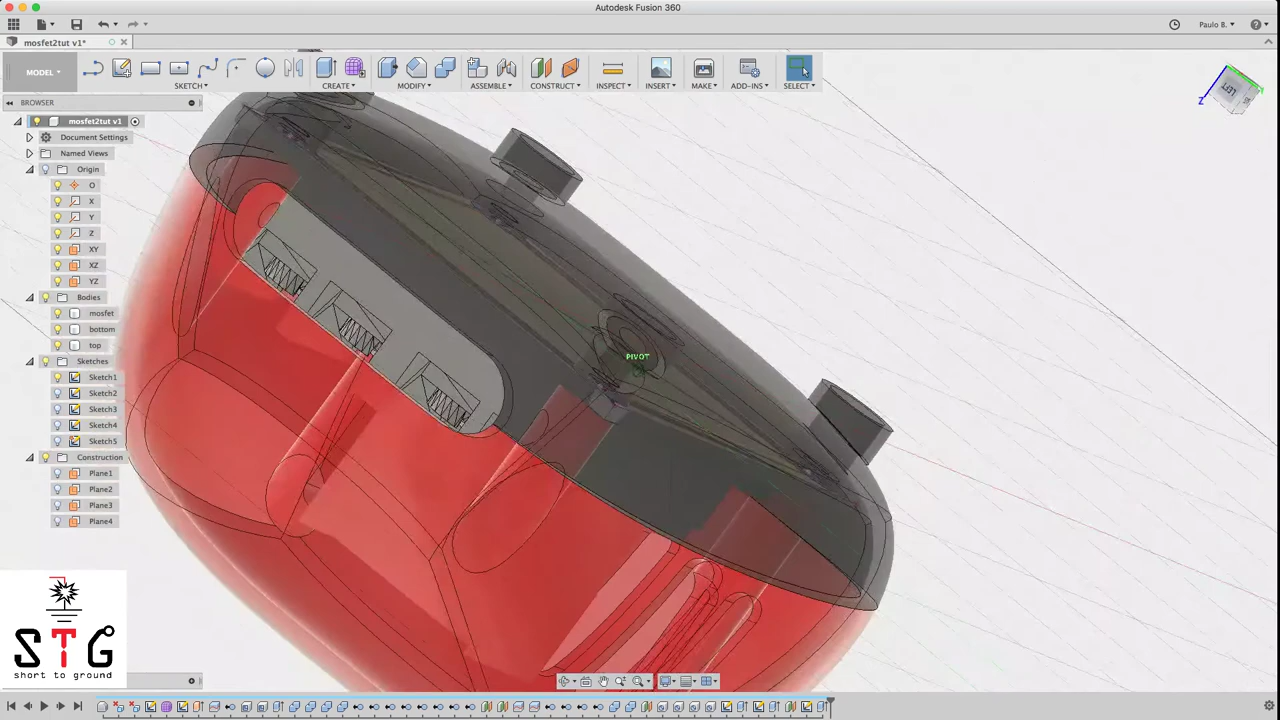 Autodesk Fusion 360
Paulo B.
mosfet2tut v1*
MODEL
SKETCH
CREATE
MODIFY
ASSEMBLE
CONSTRUCT
INSPECT
INSERT
MAKE
ADD-INS
SELECT
LEFT
Z
BROWSER
mosfet2tut v1
Document Settings
Named Views
Origin
O
X
Y
Z
XY
XZ
YZ
Bodies
mosfet
bottom
top
Sketches
Sketch1
Sketch2
Sketch3
Sketch4
Sketch5
Construction
Plane1
Plane2
Plane3
Plane4
PIVOT
STG
short to ground